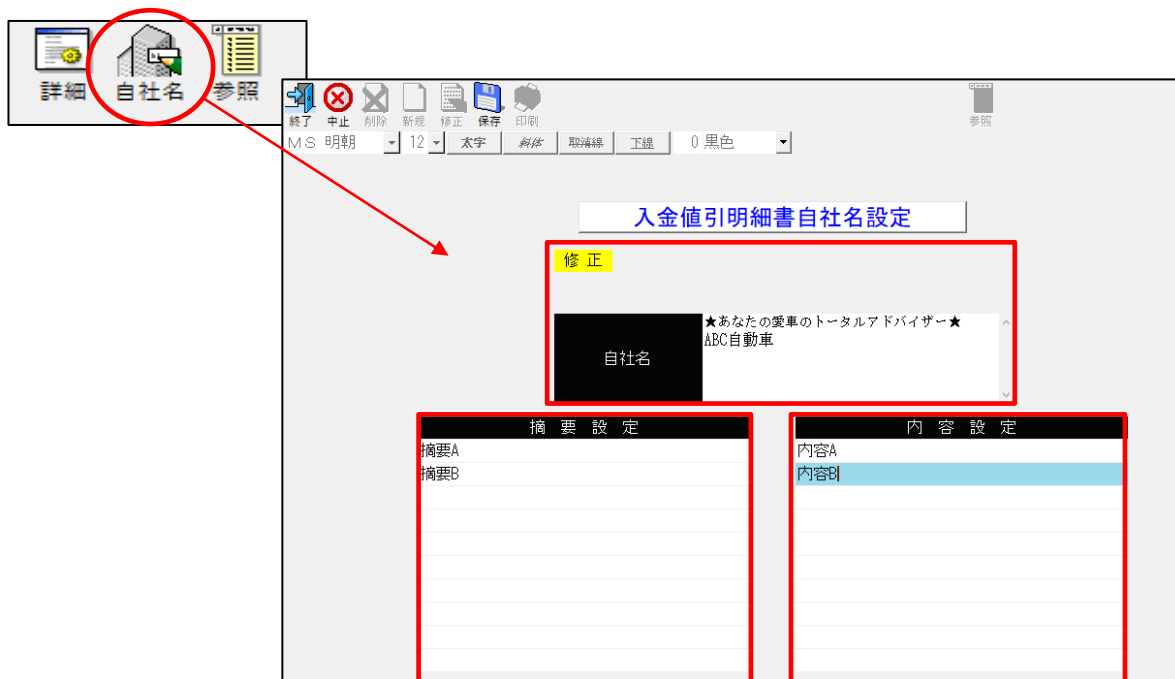 詳細 自社名 参照
終了 中止 削除 新規 修正 保存 印刷 参照
ＭＳ 明朝 12 太字 斜体 取消線 下線 0 黒色
入金値引明細書自社名設定
修正
自社名
★あなたの愛車のトータルアドバイザー★
ABC自動車
摘要設定
摘要A
摘要B
内容設定
内容A
内容B